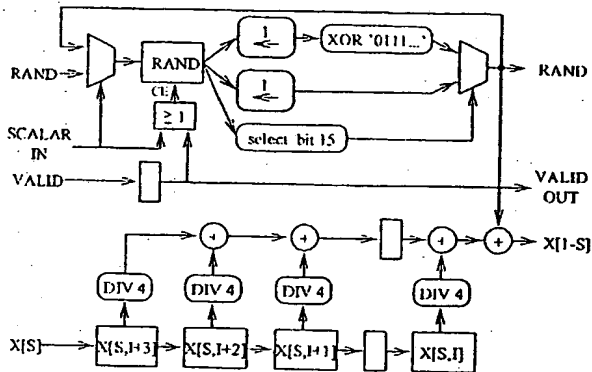 1
XOR '0111...'
RAND
RAND
RAND
CE
1
≥ 1
SCALAR
IN
select bit 15
VALID
VALID
OUT
+
+
+
+
X[1-S]
DIV 4
DIV 4
DIV 4
DIV 4
X[S]
X[S,I+3]
X[S,I+2]
X[S,I+1]
X[S,I]